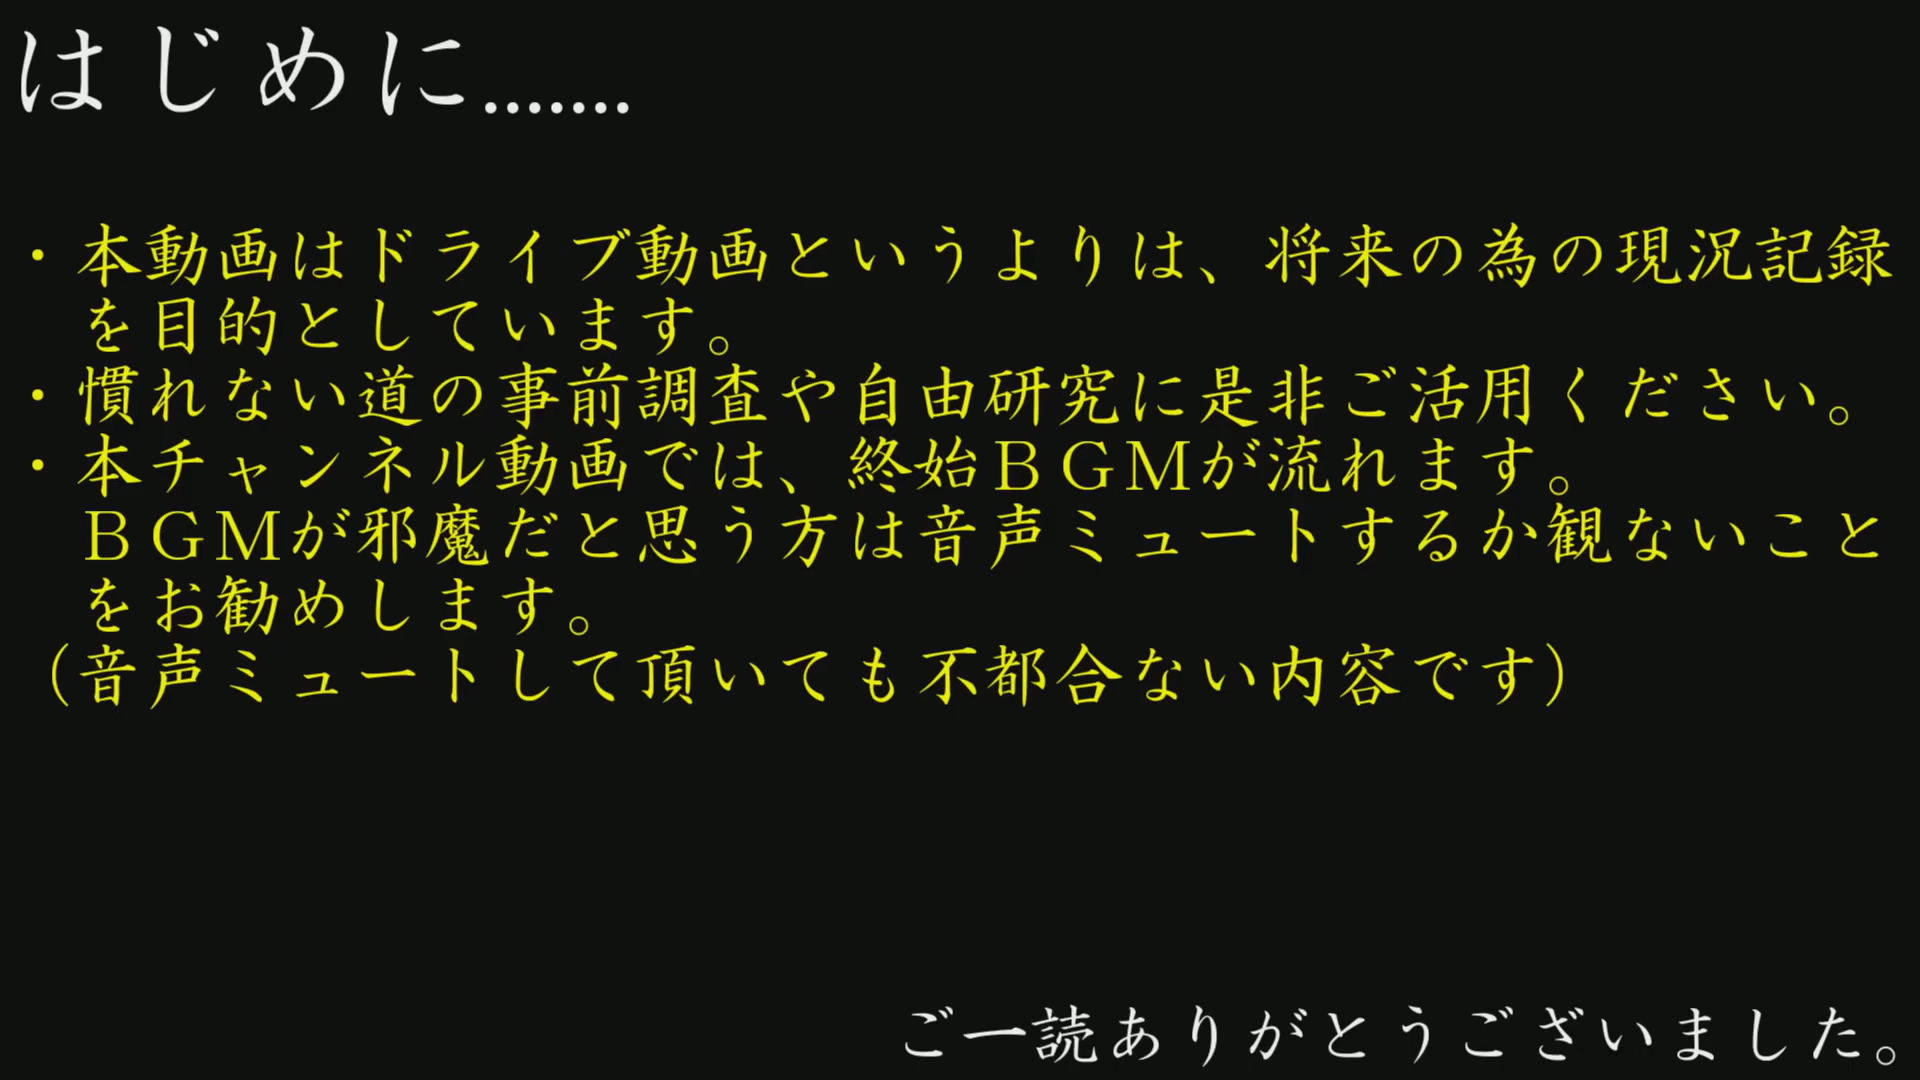 はじめに.......
・本動画はドライブ動画というよりは、将来の為の現況記録
を目的としています。
・慣れない道の事前調査や自由研究に是非ご活用ください。
・本チャンネル動画では、終始ＢＧＭが流れます。
ＢＧＭが邪魔だと思う方は音声ミュートするか観ないこと
をお勧めします。
（音声ミュートして頂いても不都合ない内容です）
ご一読ありがとうございました。